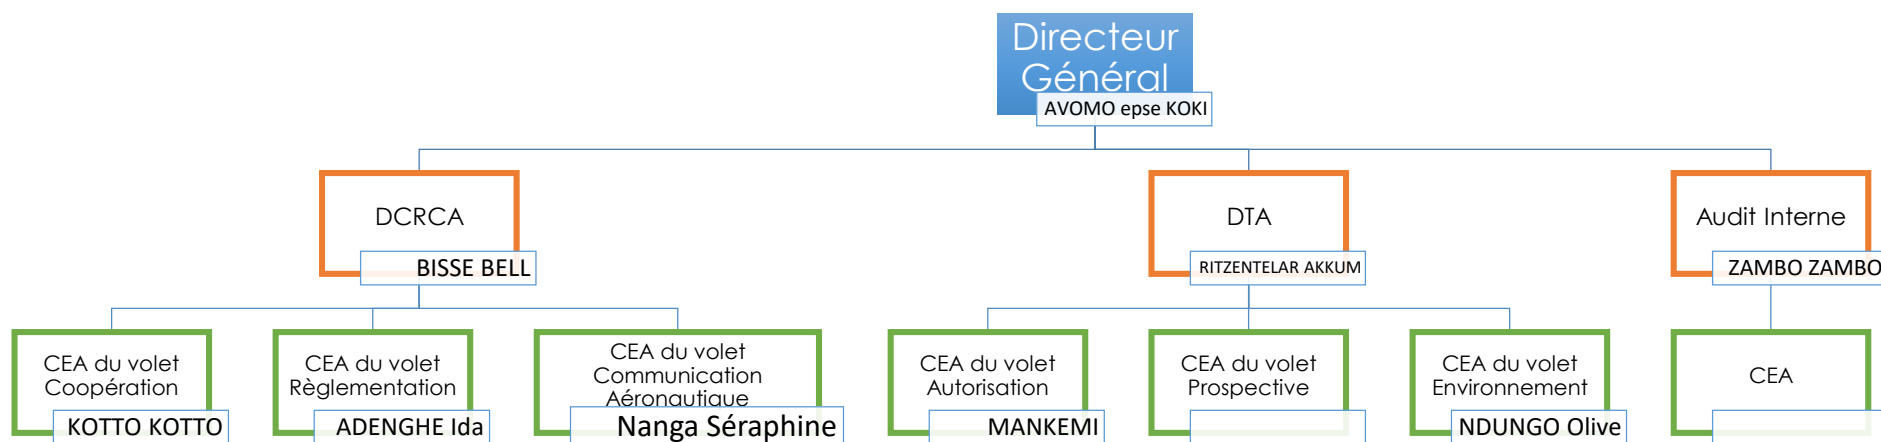 Directeur
Général
AVOMO epse KOKI
DCRCA
BISSE BELL
DTA
RITZENTELAR AKKUM
Audit Interne
ZAMBO ZAMBO
CEA du volet
Coopération
KOTTO KOTTO
CEA du volet
Règlementation
ADENGHE Ida
CEA du volet
Communication
Aéronautique
Nanga Séraphine
CEA du volet
Autorisation
MANKEMI
CEA du volet
Prospective
CEA du volet
Environnement
NDUNGO Olive
CEA